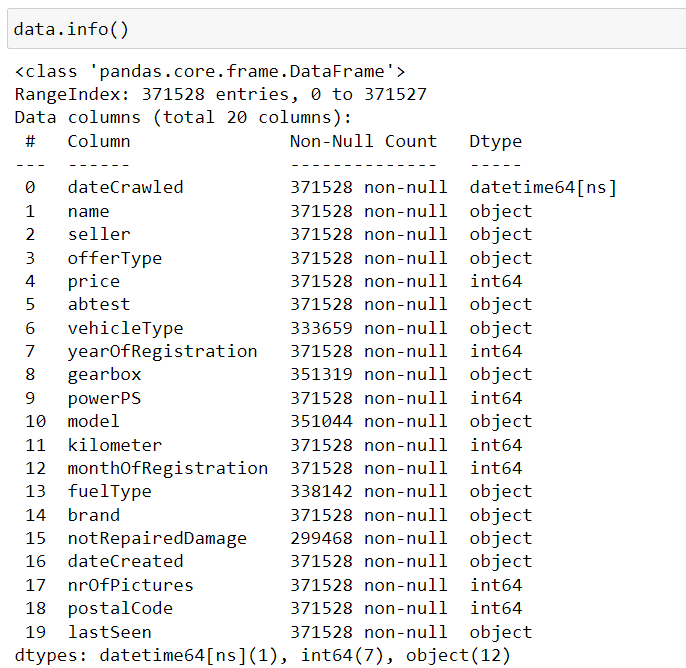 data.info()
<class 'pandas.core.frame.DataFrame'>
RangeIndex: 371528 entries, 0 to 371527
Data columns (total 20 columns):
 #   Column               Non-Null Count   Dtype
---  ------               --------------   -----
 0   dateCrawled          371528 non-null  datetime64[ns]
 1   name                 371528 non-null  object
 2   seller               371528 non-null  object
 3   offerType            371528 non-null  object
 4   price                371528 non-null  int64
 5   abtest               371528 non-null  object
 6   vehicleType          333659 non-null  object
 7   yearOfRegistration   371528 non-null  int64
 8   gearbox              351319 non-null  object
 9   powerPS              371528 non-null  int64
 10  model                351044 non-null  object
 11  kilometer            371528 non-null  int64
 12  monthOfRegistration  371528 non-null  int64
 13  fuelType             338142 non-null  object
 14  brand                371528 non-null  object
 15  notRepairedDamage    299468 non-null  object
 16  dateCreated          371528 non-null  object
 17  nrOfPictures         371528 non-null  int64
 18  postalCode           371528 non-null  int64
 19  lastSeen             371528 non-null  object
dtypes: datetime64[ns](1), int64(7), object(12)